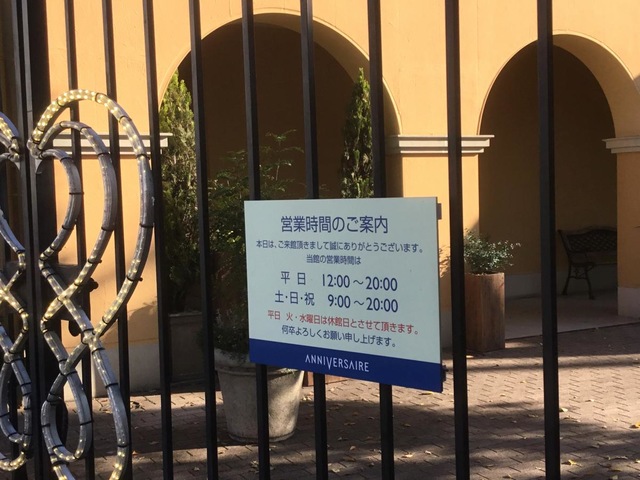 営業時間のご案内
本日は、ご来館頂きまして誠にありがとうございます。
当館の営業時間は
平 日 12:00～20:00
土・日・祝 9:00～20:00
平日 火・水曜日は休館日とさせて頂きます。
何卒よろしくお願い申し上げます。
ANNIVERSAIRE